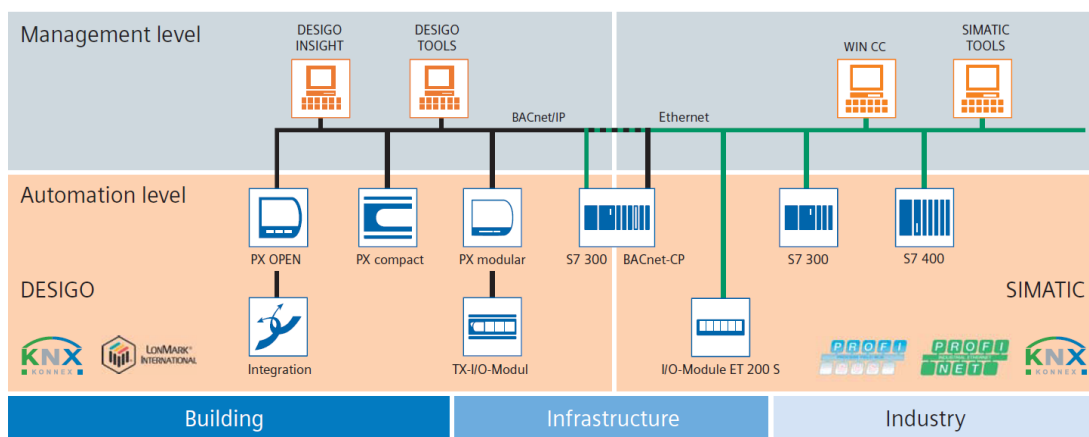 Management level
DESIGO
INSIGHT
DESIGO
TOOLS
WIN CC
SIMATIC
TOOLS
BACnet/IP
Ethernet
Automation level
PX OPEN
PX compact
PX modular
S7 300
BACnet-CP
S7 300
S7 400
DESIGO
SIMATIC
KNX
KONNEX
LONMARK®
INTERNATIONAL
Integration
TX-I/O-Modul
I/O-Module ET 200 S
PROFI
BUS
PROFI
NET
KNX
KONNEX
Building
Infrastructure
Industry